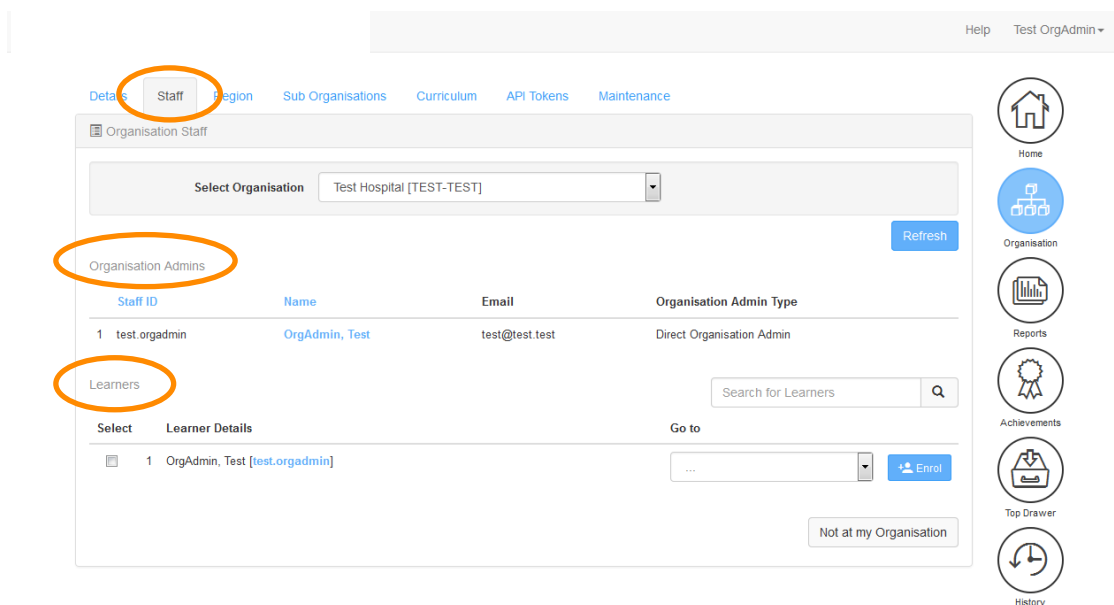 Help Test OrgAdmin
Details Staff Region Sub Organisations Curriculum API Tokens Maintenance
Organisation Staff
Home
Select Organisation Test Hospital [TEST-TEST]
Refresh
Organisation
Organisation Admins
Staff ID Name Email Organisation Admin Type
1 test.orgadmin OrgAdmin, Test test@test.test Direct Organisation Admin
Reports
Learners
Search for Learners
Achievements
Select Learner Details Go to
1 OrgAdmin, Test [test.orgadmin] ... Enrol
Top Drawer
Not at my Organisation
History